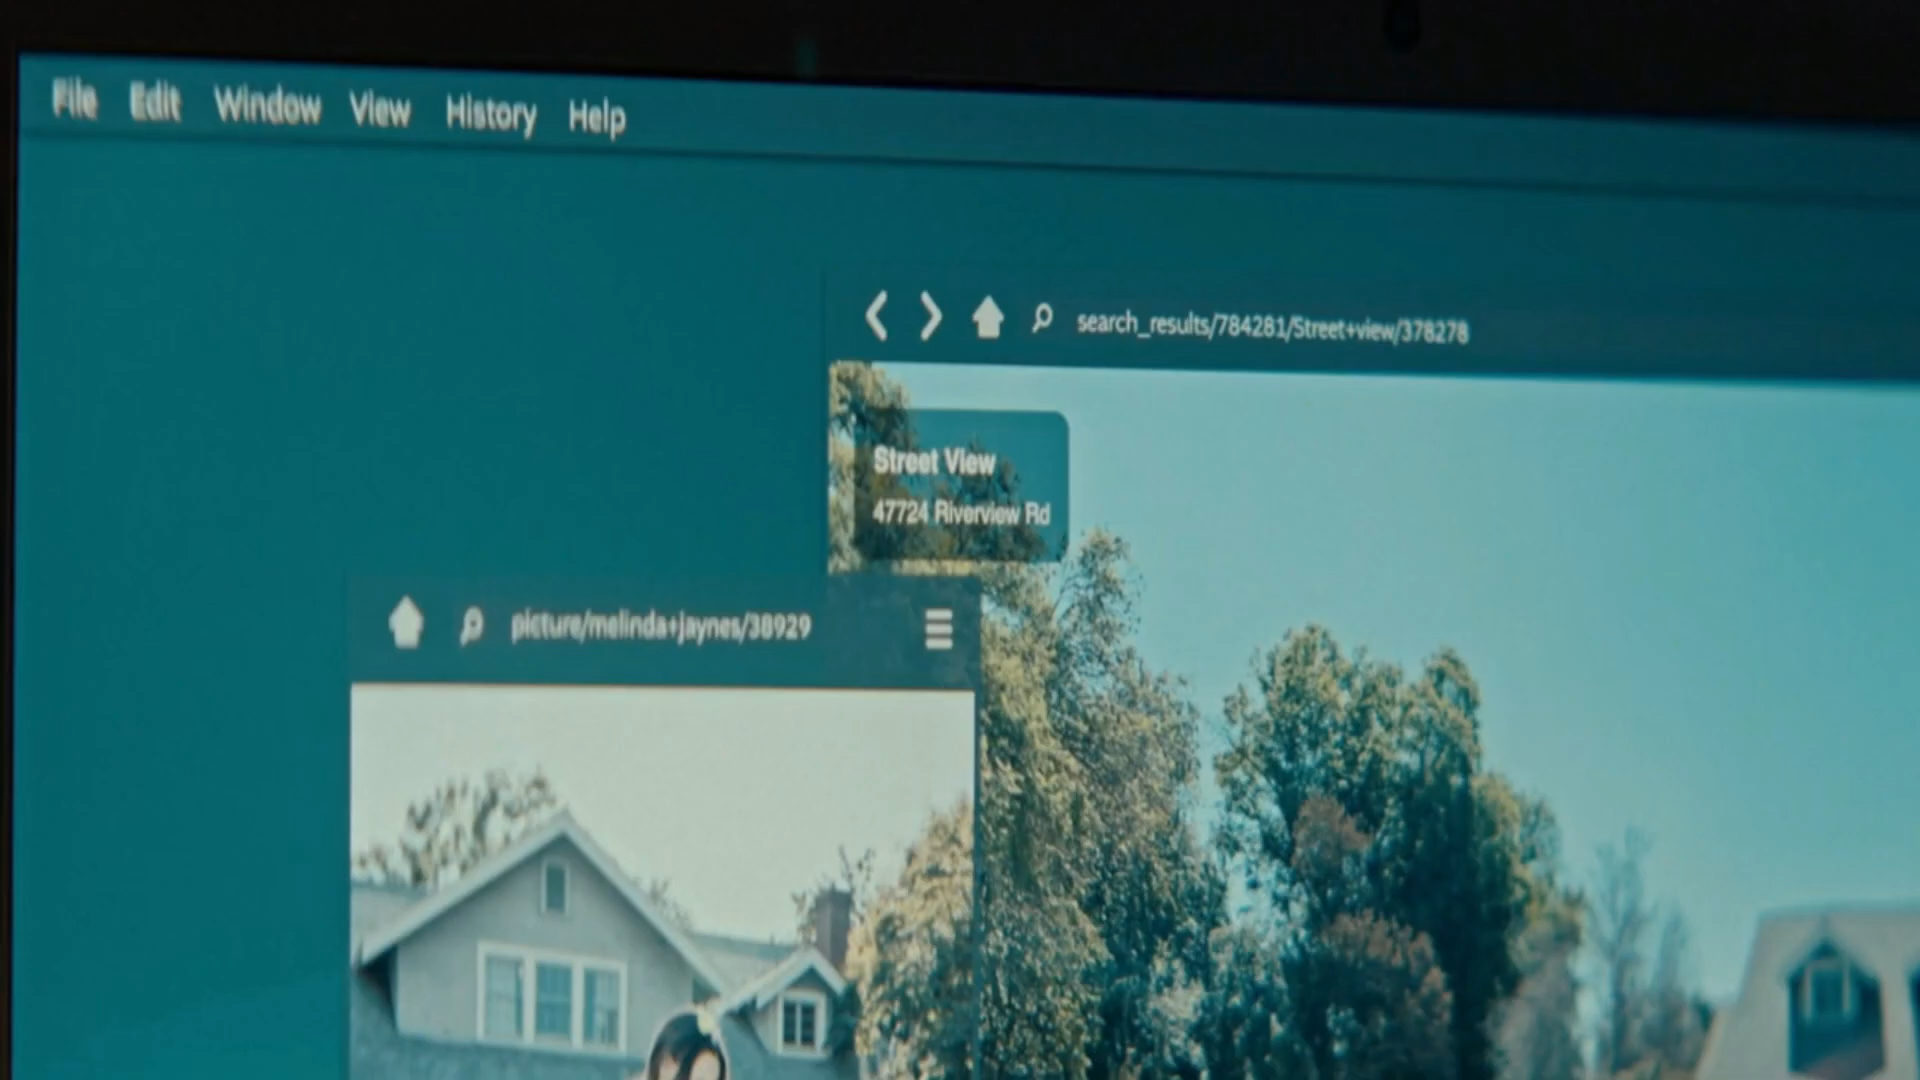 File Edit Window View History Help
search_results/784281/Street+view/378278
Street View
47724 Riverview Rd
picture/melinda+jaynes/38929